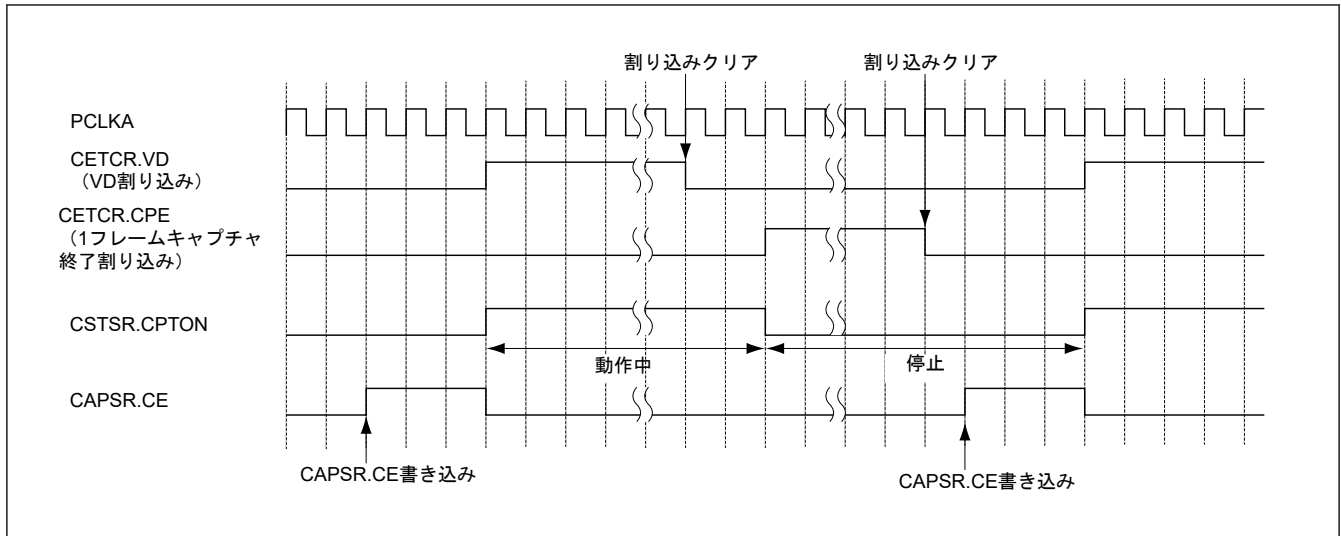 割り込みクリア
割り込みクリア
PCLKA
CETCR.VD
（VD割り込み）
CETCR.CPE
（1フレームキャプチャ
終了割り込み）
CSTSR.CPTON
動作中
停止
CAPSR.CE
CAPSR.CE書き込み
CAPSR.CE書き込み